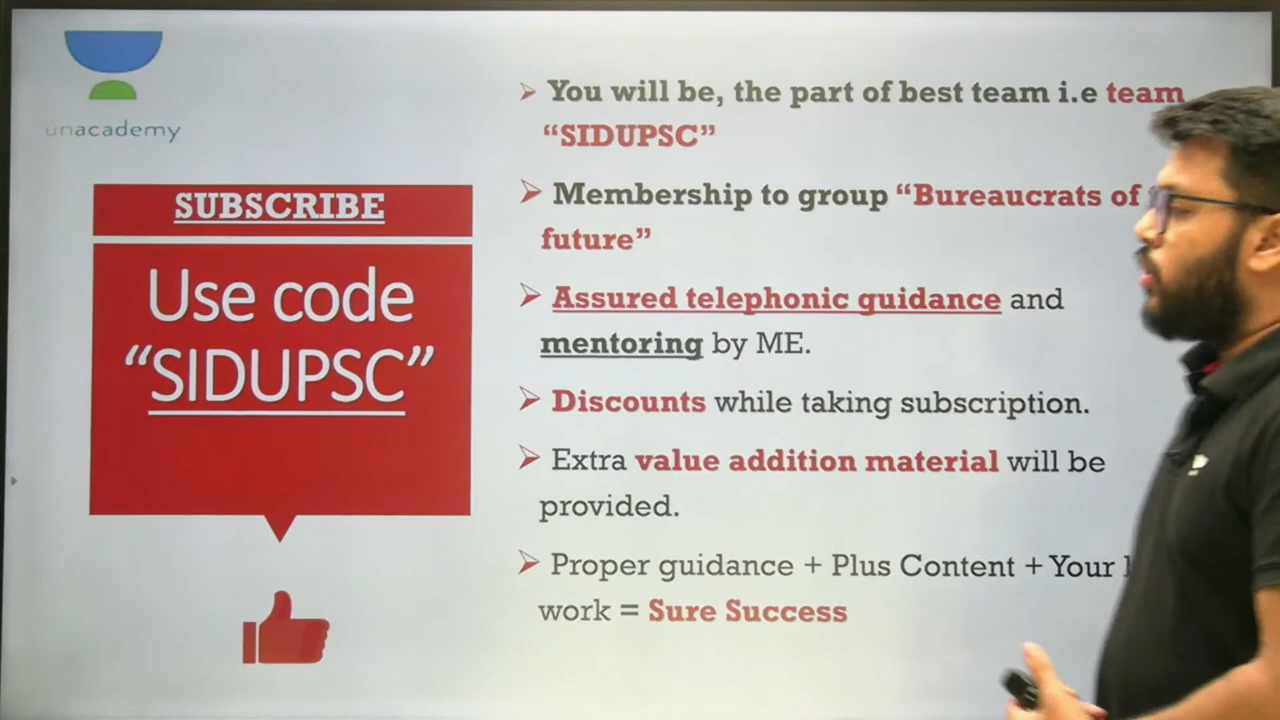 unacademy
SUBSCRIBE
Use code
“SIDUPSC”
➢ You will be, the part of best team i.e team
“SIDUPSC”
➢ Membership to group “Bureaucrats of
future”
➢ Assured telephonic guidance and
mentoring by ME.
➢ Discounts while taking subscription.
➢ Extra value addition material will be
provided.
➢ Proper guidance + Plus Content + Your
work = Sure Success